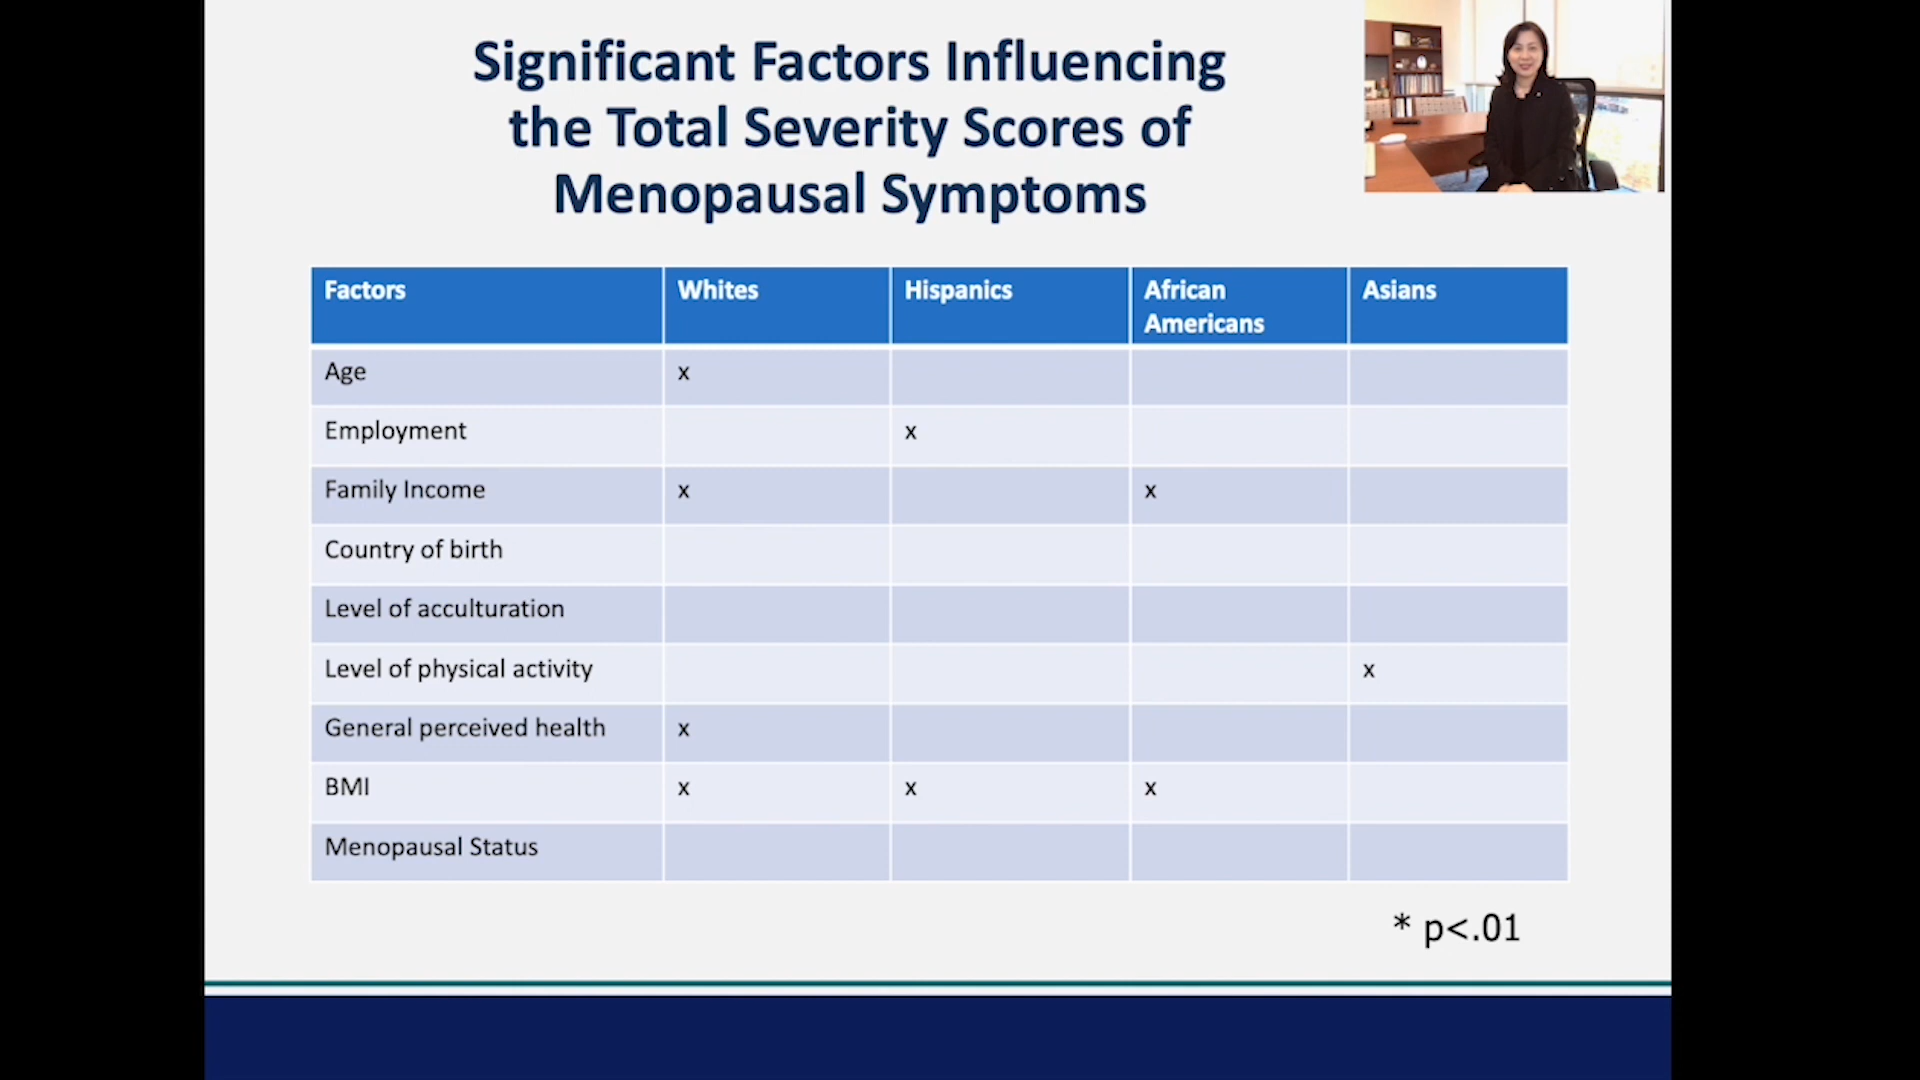 Significant Factors Influencing
the Total Severity Scores of
Menopausal Symptoms
Factors Whites Hispanics African Americans Asians
Age x
Employment x
Family Income x x
Country of birth
Level of acculturation
Level of physical activity x
General perceived health x
BMI x x x
Menopausal Status
* p<.01